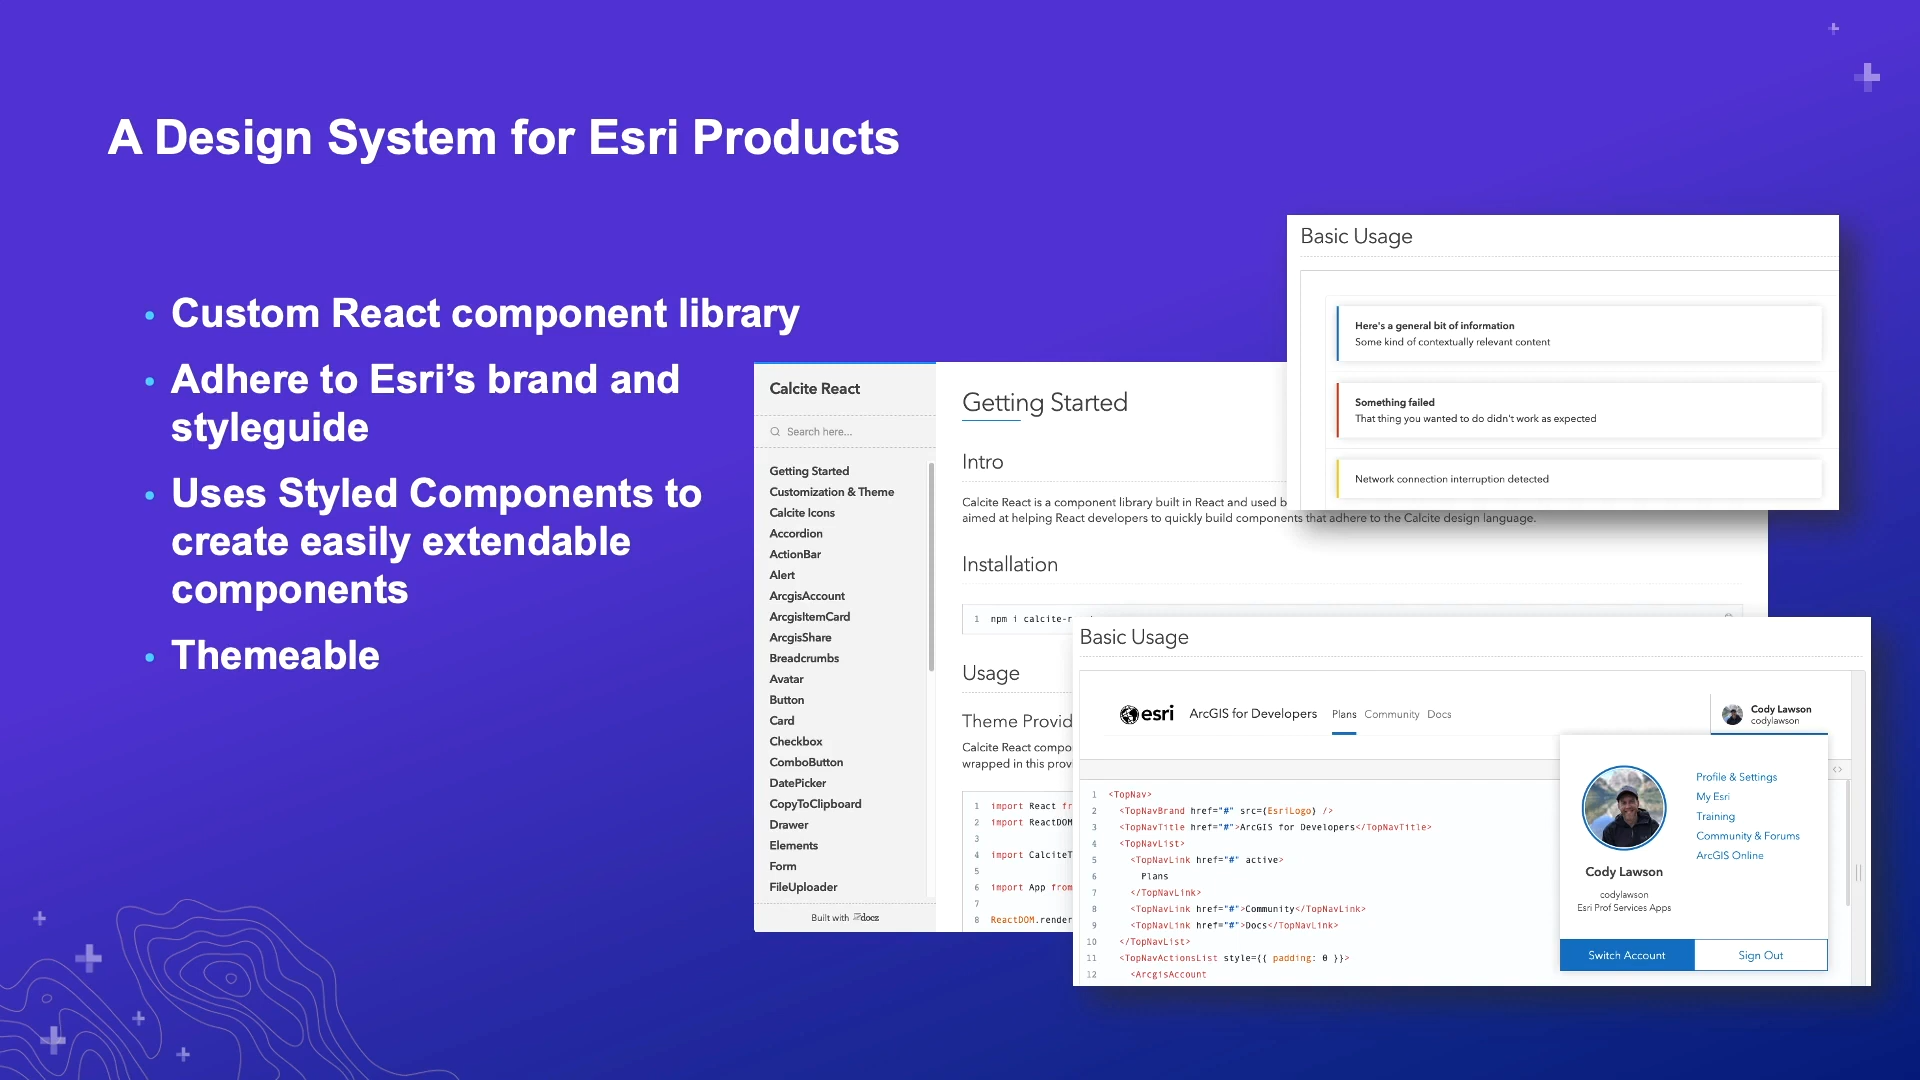 A Design System for Esri Products
• Custom React component library
• Adhere to Esri’s brand and
styleguide
• Uses Styled Components to
create easily extendable
components
• Themeable
Calcite React
Search here...
Getting Started
Customization & Theme
Calcite Icons
Accordion
ActionBar
Alert
ArcgisAccount
ArcgisItemCard
ArcgisShare
Breadcrumbs
Avatar
Button
Card
Checkbox
ComboButton
DatePicker
CopyToClipboard
Drawer
Elements
Form
FileUploader
Built with docz
Getting Started
Intro
Calcite React is a component library built in React and used b
aimed at helping React developers to quickly build components that adhere to the Calcite design language.
Installation
1 npm i calcite-r
Usage
Theme Provid
Calcite React compo
wrapped in this provi
1 import React fr
2 import ReactDOM
3
4 import CalciteT
5
6 import App from
7
8 ReactDOM.render
Basic Usage
Here's a general bit of information
Some kind of contextually relevant content
Something failed
That thing you wanted to do didn't work as expected
Network connection interruption detected
Basic Usage
esri ArcGIS for Developers Plans Community Docs
Cody Lawson
codylawson
1 <TopNav>
2 <TopNavBrand href="#" src={EsriLogo} />
3 <TopNavTitle href="#">ArcGIS for Developers</TopNavTitle>
4 <TopNavList>
5 <TopNavLink href="#" active>
6 Plans
7 </TopNavLink>
8 <TopNavLink href="#">Community</TopNavLink>
9 <TopNavLink href="#">Docs</TopNavLink>
10 </TopNavList>
11 <TopNavActionsList style={{ padding: 0 }}>
12 <ArcgisAccount
Cody Lawson
codylawson
Esri Prof Services Apps
Profile & Settings
My Esri
Training
Community & Forums
ArcGIS Online
Switch Account
Sign Out